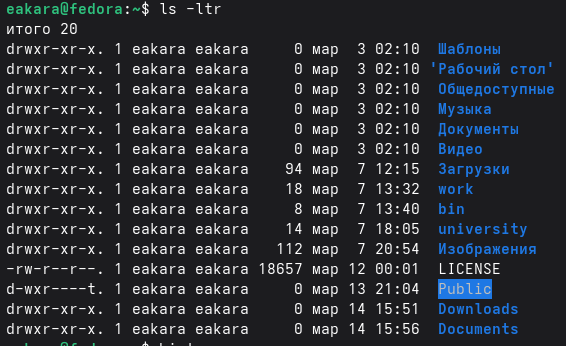 eakara@fedora:~$ ls -ltr
итого 20
drwxr-xr-x. 1 eakara eakara     0 мар  3 02:10  Шаблоны
drwxr-xr-x. 1 eakara eakara     0 мар  3 02:10 'Рабочий стол'
drwxr-xr-x. 1 eakara eakara     0 мар  3 02:10  Общедоступные
drwxr-xr-x. 1 eakara eakara     0 мар  3 02:10  Музыка
drwxr-xr-x. 1 eakara eakara     0 мар  3 02:10  Документы
drwxr-xr-x. 1 eakara eakara     0 мар  3 02:10  Видео
drwxr-xr-x. 1 eakara eakara    94 мар  7 12:15  Загрузки
drwxr-xr-x. 1 eakara eakara    18 мар  7 13:32  work
drwxr-xr-x. 1 eakara eakara     8 мар  7 13:40  bin
drwxr-xr-x. 1 eakara eakara    14 мар  7 18:05  university
drwxr-xr-x. 1 eakara eakara   112 мар  7 20:54  Изображения
-rw-r--r--. 1 eakara eakara 18657 мар 12 00:01  LICENSE
d-wxr----t. 1 eakara eakara     0 мар 13 21:04  Public
drwxr-xr-x. 1 eakara eakara     0 мар 14 15:51  Downloads
drwxr-xr-x. 1 eakara eakara     0 мар 14 15:56  Documents